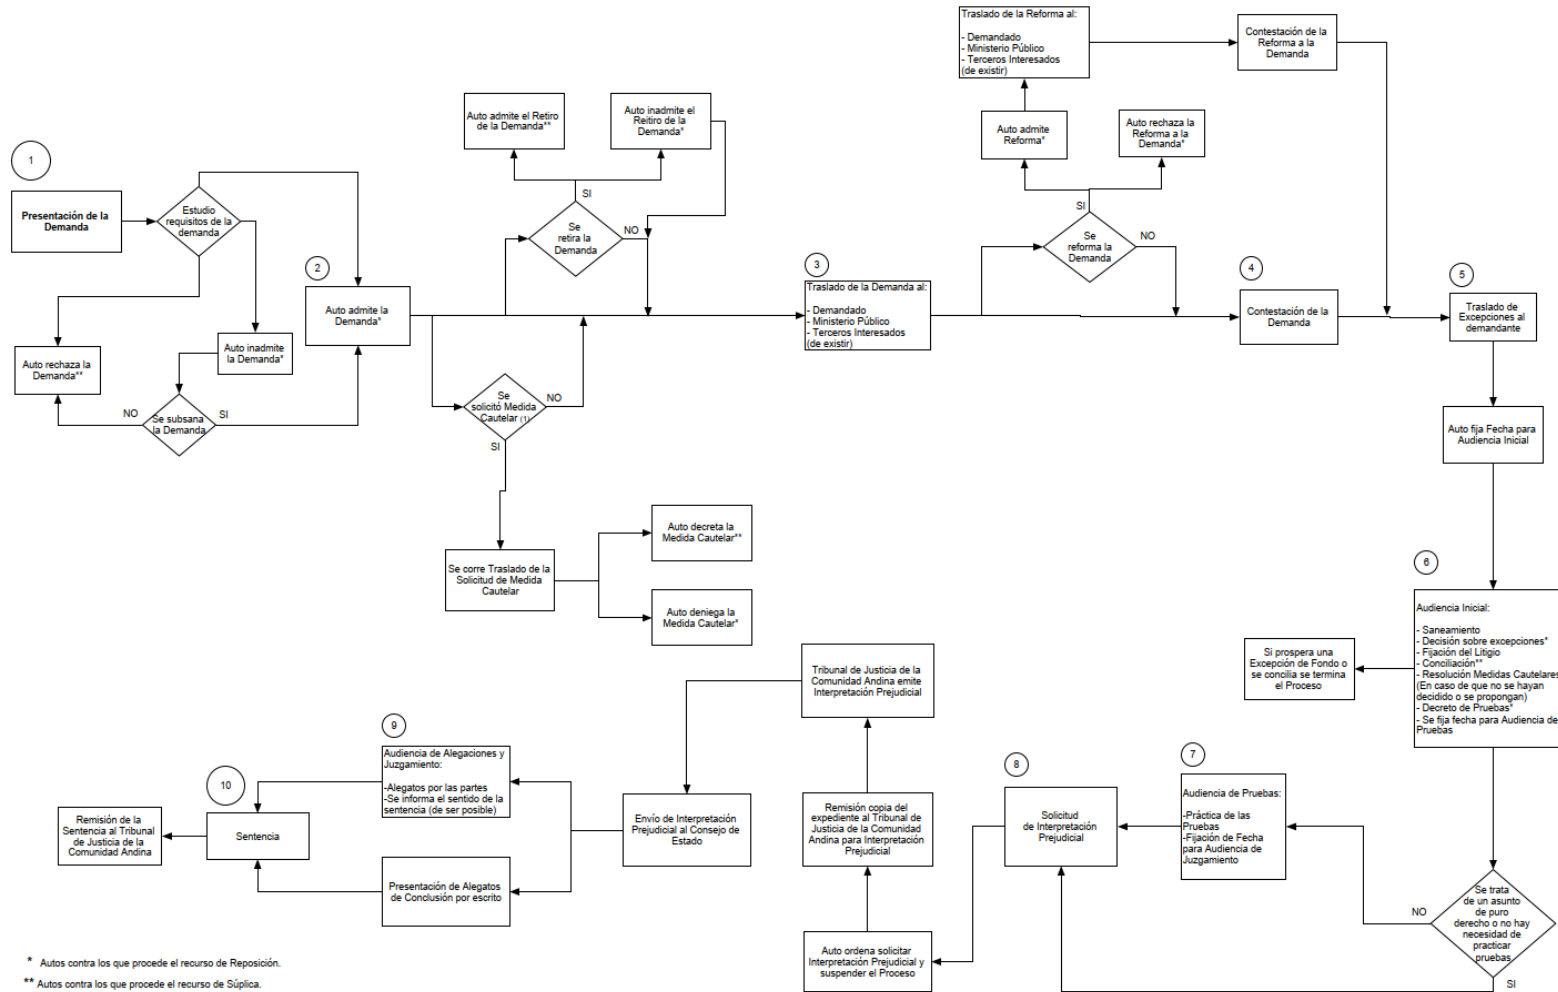 1
Presentación de la
Demanda
Estudio
requisitos de la
demanda
Auto rechaza la
Demanda**
Auto inadmite
la Demanda*
NO
Se subsana
la Demanda
SI
2
Auto admite la
Demanda*
Auto admite el Retiro
de la Demanda**
Auto inadmite el
Reitiro de la
Demanda*
SI
Se
retira la
Demanda
NO
Se
solicitó Medida
Cautelar (1)
NO
SI
Se corre Traslado de la
Solicitud de Medida
Cautelar
Auto decreta la
Medida Cautelar**
Auto deniega la
Medida Cautelar*
3
Traslado de la Demanda al:
- Demandado
- Ministerio Público
- Terceros Interesados
(de existir)
Traslado de la Reforma al:
- Demandado
- Ministerio Público
- Terceros Interesados
(de existir)
Contestación de la
Reforma a la
Demanda
Auto admite
Reforma*
Auto rechaza la
Reforma a la
Demanda*
SI
Se
reforma la
Demanda
NO
4
Contestación de la
Demanda
5
Traslado de
Excepciones al
demandante
Auto fija Fecha para
Audiencia Inicial
6
Audiencia Inicial:
- Saneamiento
- Decisión sobre excepciones*
- Fijación del Litigio
- Conciliación**
- Resolución Medidas Cautelares
(En caso de que no se hayan
decidido o se propongan)
- Decreto de Pruebas*
- Se fija fecha para Audiencia de
Pruebas
Si prospera una
Excepción de Fondo o
se concilia se termina
el Proceso
Se trata
de un asunto
de puro
derecho o no hay
necesidad de
practicar
pruebas
NO
SI
7
Audiencia de Pruebas:
-Práctica de las
Pruebas
-Fijación de Fecha
para Audiencia de
Juzgamiento
8
Solicitud
de Interpretación
Prejudicial
Auto ordena solicitar
Interpretación Prejudicial y
suspender el Proceso
Remisión copia del
expediente al Tribunal de
Justicia de la Comunidad
Andina para Interpretación
Prejudicial
Tribunal de Justicia de la
Comunidad Andina emite
Interpretación Prejudicial
Envío de Interpretación
Prejudicial al Consejo de
Estado
9
Audiencia de Alegaciones y
Juzgamiento:
-Alegatos por las partes
-Se informa el sentido de la
sentencia (de ser posible)
Presentación de Alegatos
de Conclusión por escrito
10
Sentencia
Remisión de la
Sentencia al Tribunal
de Justicia de la
Comunidad Andina
* Autos contra los que procede el recurso de Reposición.
** Autos contra los que procede el recurso de Súplica.